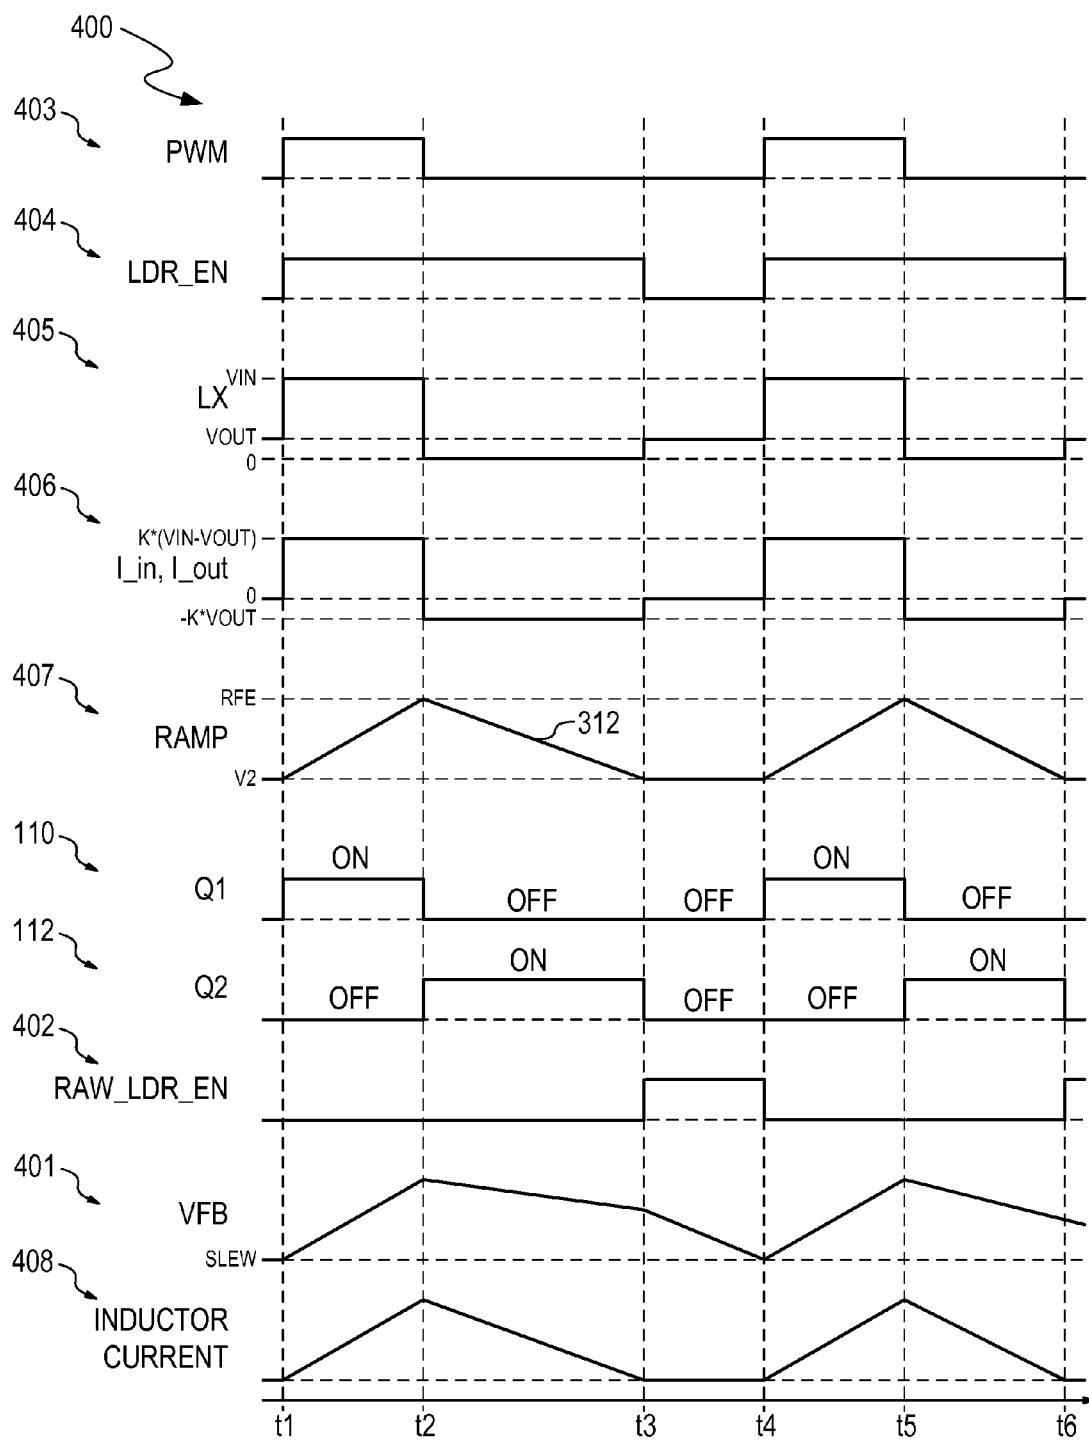 400
403
PWM
404
LDR_EN
405
VIN
LX
VOUT
0
406
K*(VIN-VOUT)
I_in, I_out
0
-K*VOUT
407
RFE
RAMP
312
V2
110
Q1
ON OFF OFF ON OFF
112
Q2
OFF ON OFF OFF ON
402
RAW_LDR_EN
401
VFB
SLEW
408
INDUCTOR
CURRENT
t1 t2 t3 t4 t5 t6